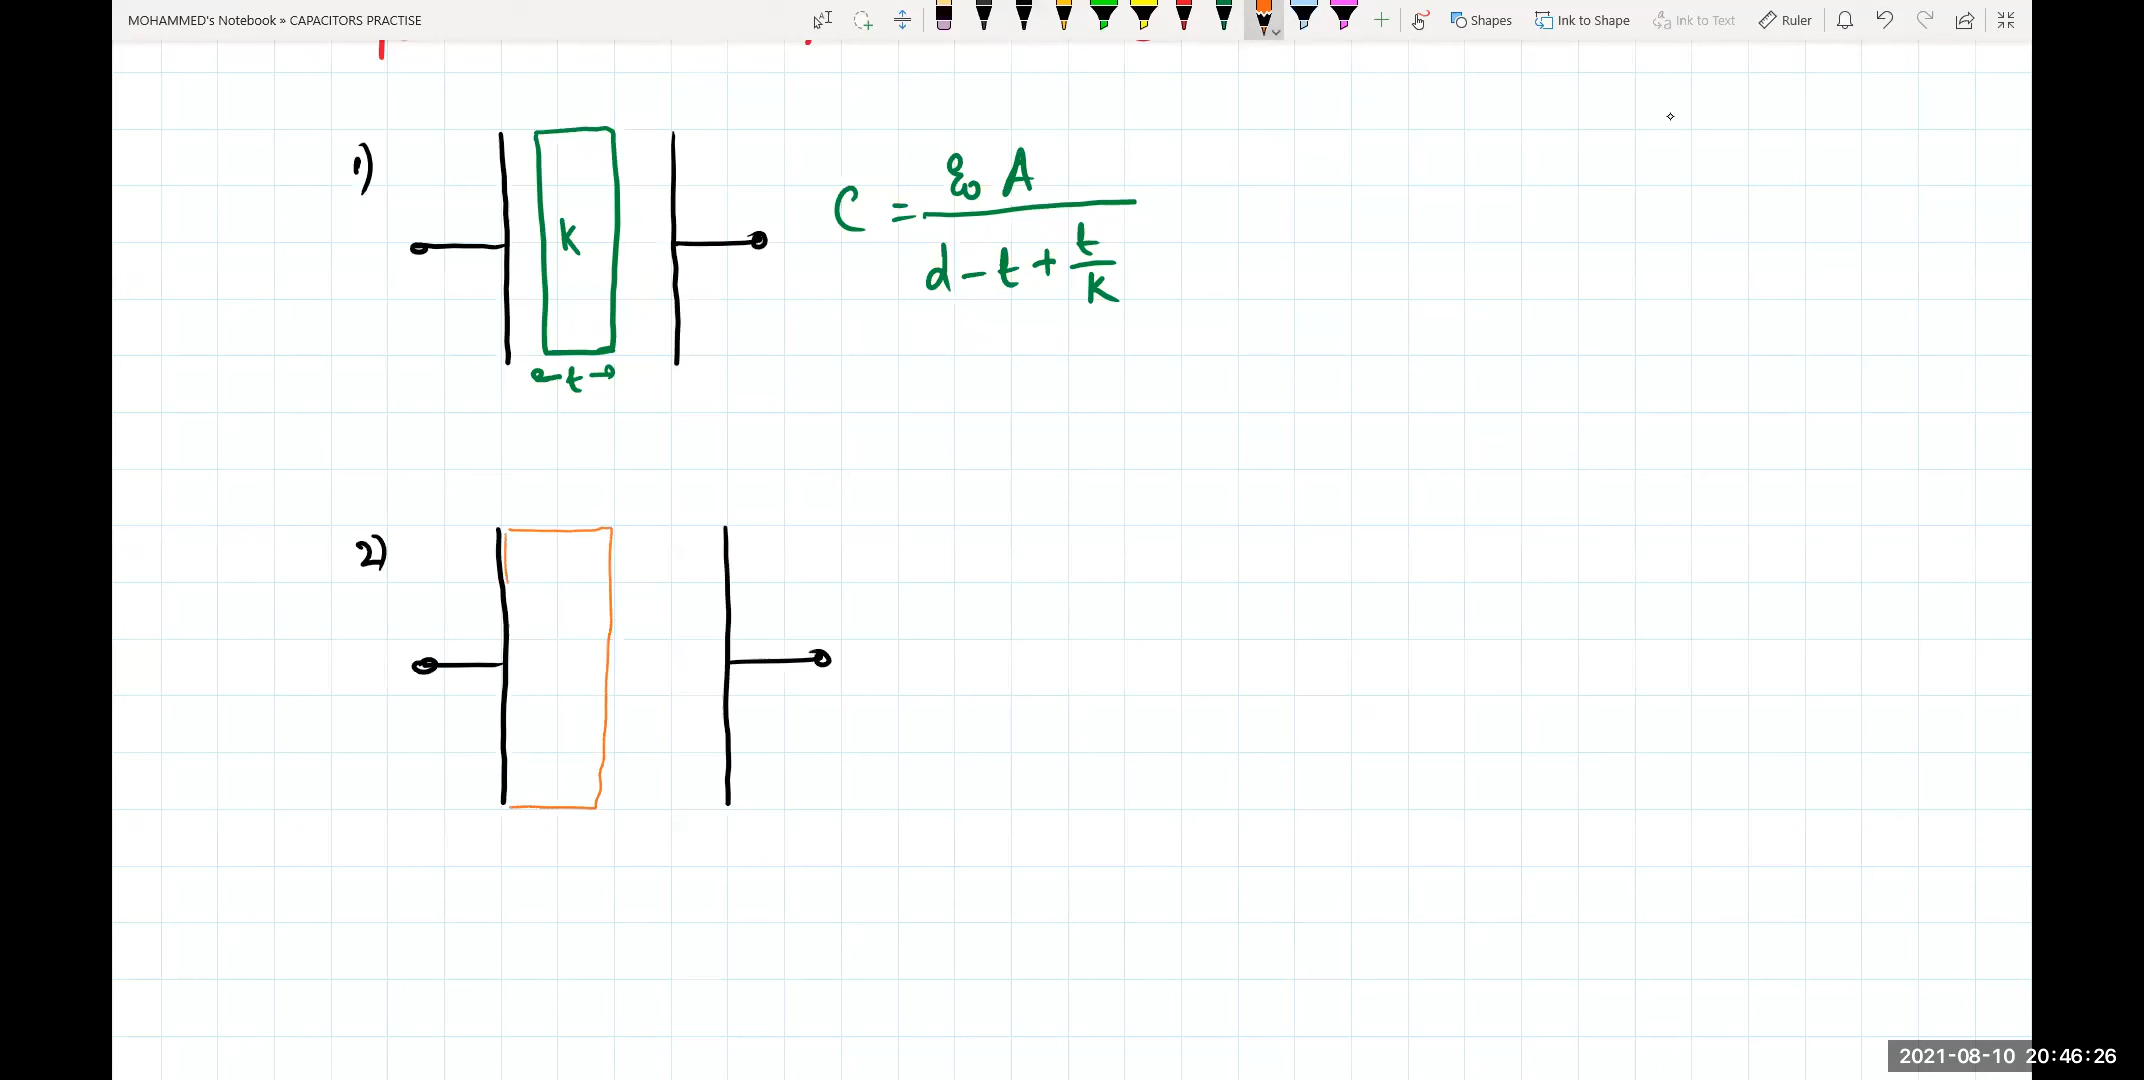 MOHAMMED's Notebook » CAPACITORS PRACTISE
Shapes
Ink to Shape
Ink to Text
Ruler
1)
k
t
C = ε₀ A / (d - t + t/k)
2)
2021-08-10 20:46:26